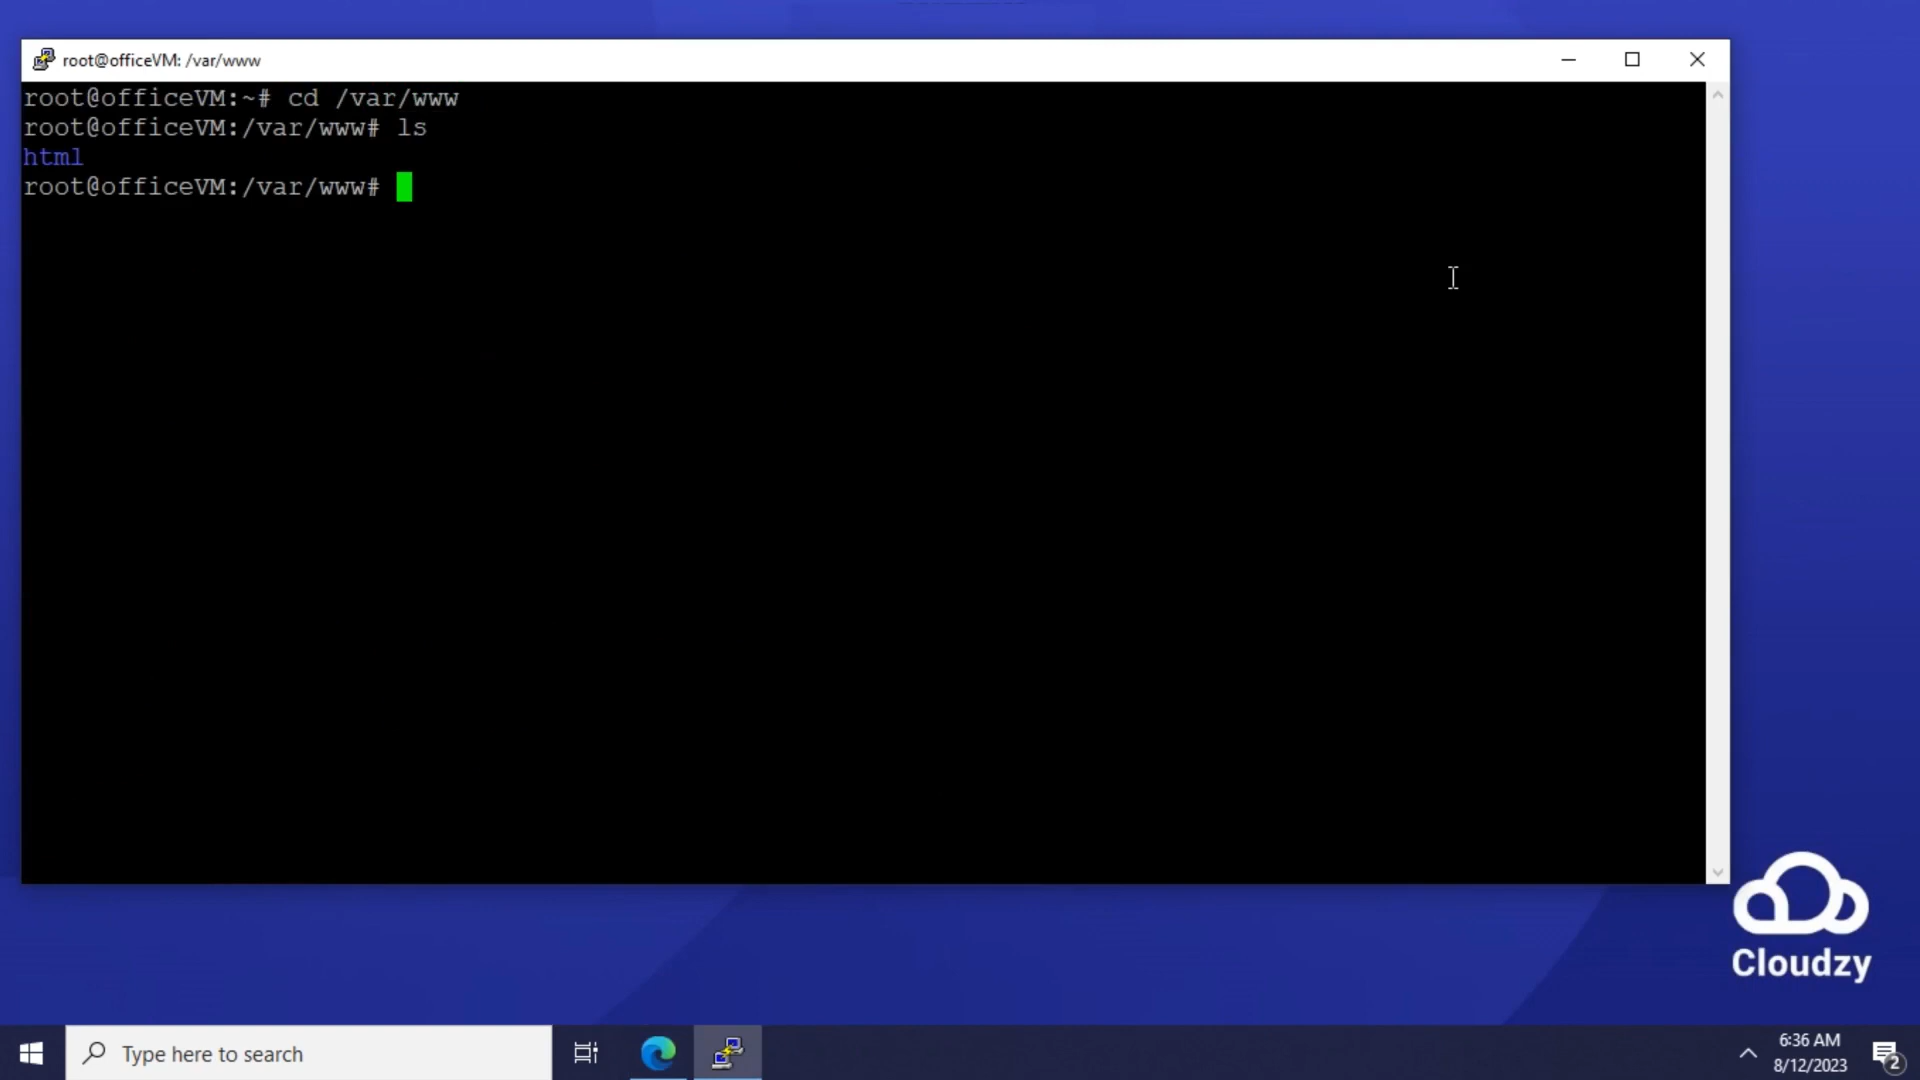 root@officeVM: /var/www
root@officeVM:~# cd /var/www
root@officeVM:/var/www# ls
html
root@officeVM:/var/www#
Cloudzy
Type here to search
6:36 AM
8/12/2023
2